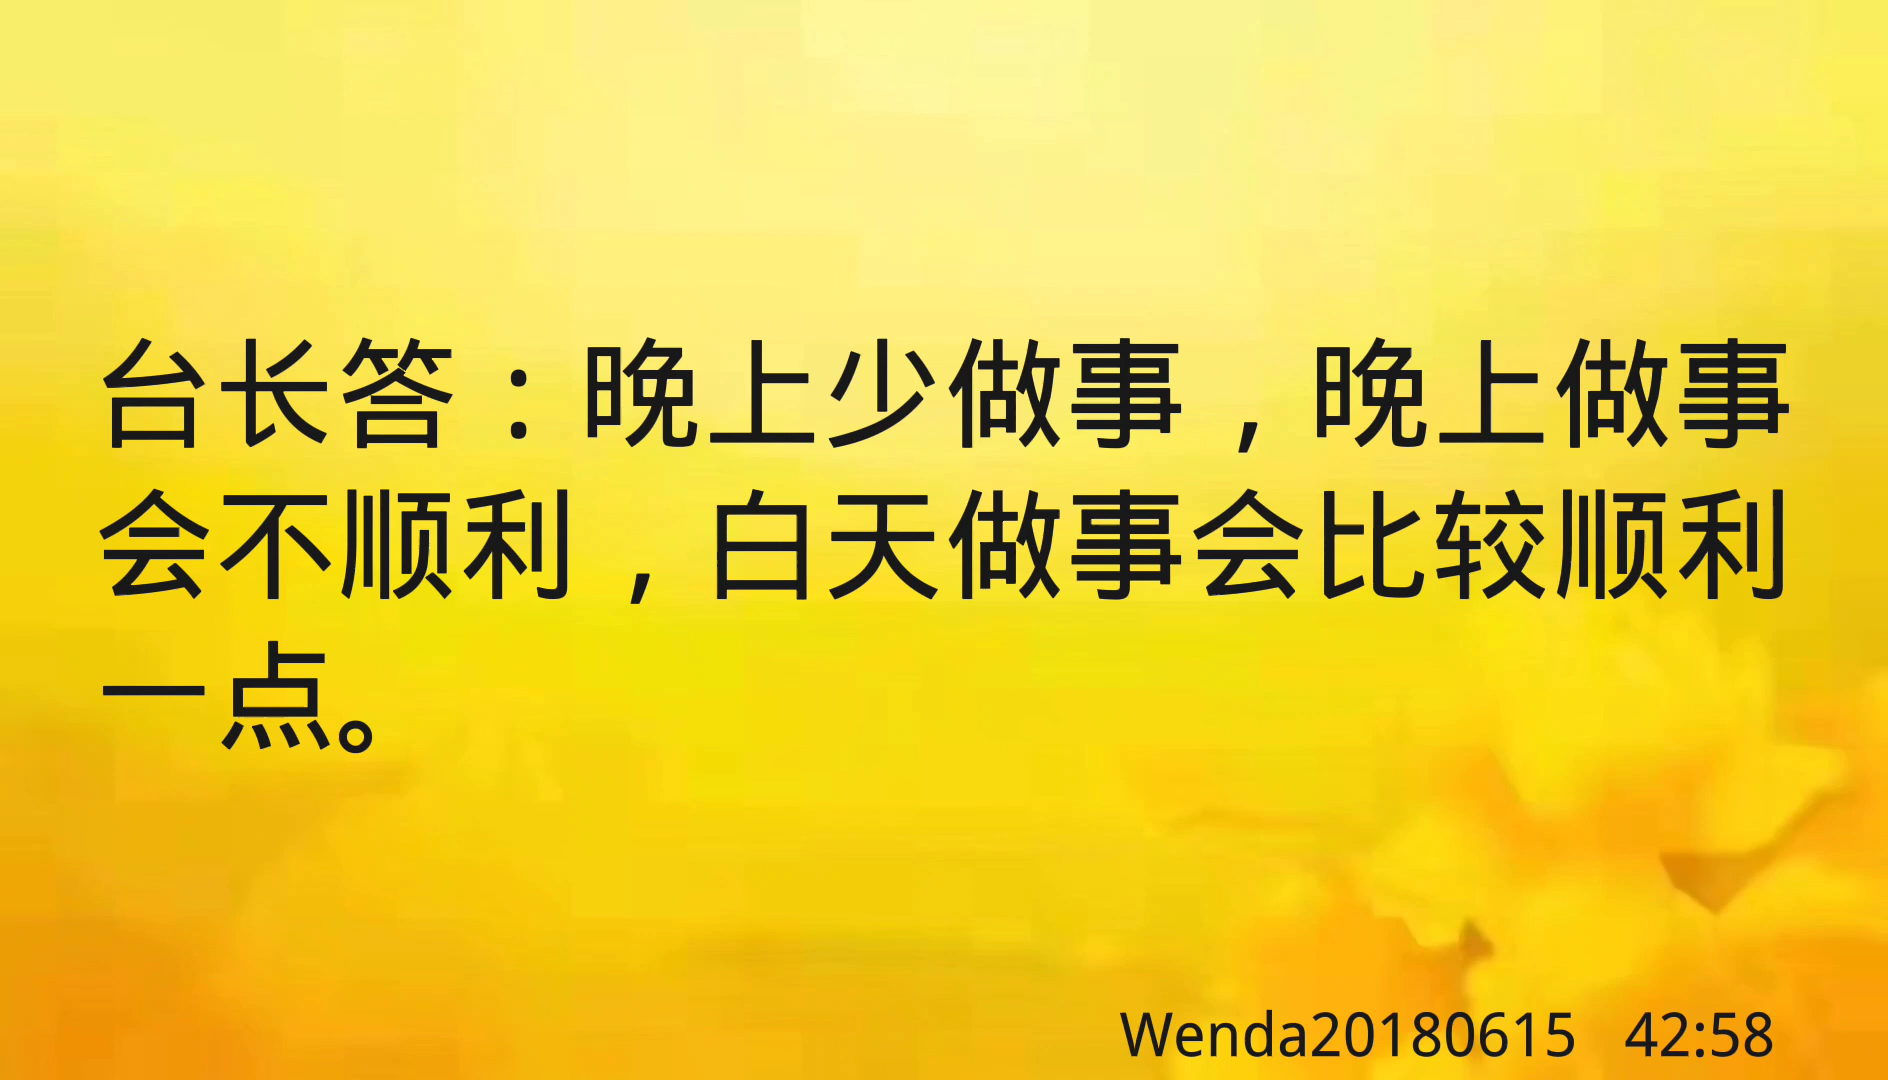 台长答：晚上少做事，晚上做事
会不顺利，白天做事会比较顺利
一点。
Wenda20180615 42:58